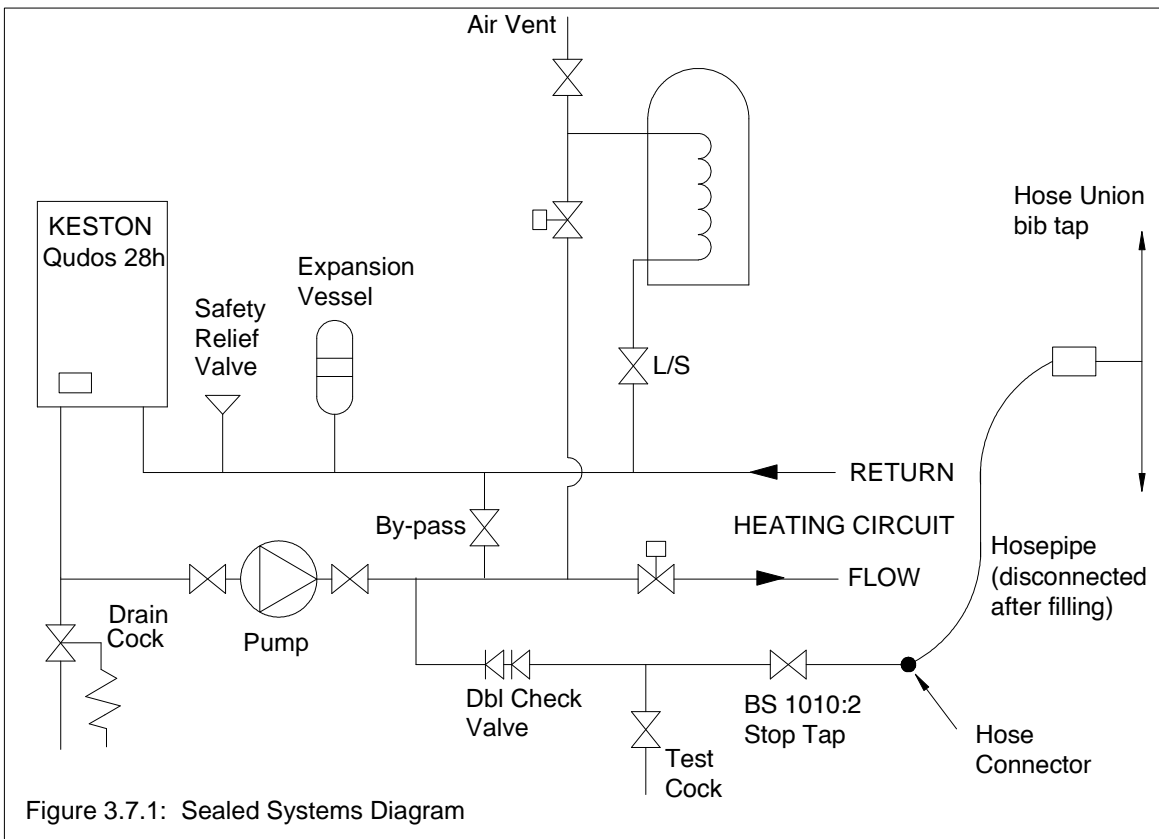 Air Vent
KESTON
Qudos 28h
Safety
Relief
Valve
Expansion
Vessel
L/S
Hose Union
bib tap
RETURN
By-pass
HEATING CIRCUIT
FLOW
Hosepipe
(disconnected
after filling)
Drain
Cock
Pump
Dbl Check
Valve
BS 1010:2
Stop Tap
Test
Cock
Hose
Connector
Figure 3.7.1: Sealed Systems Diagram